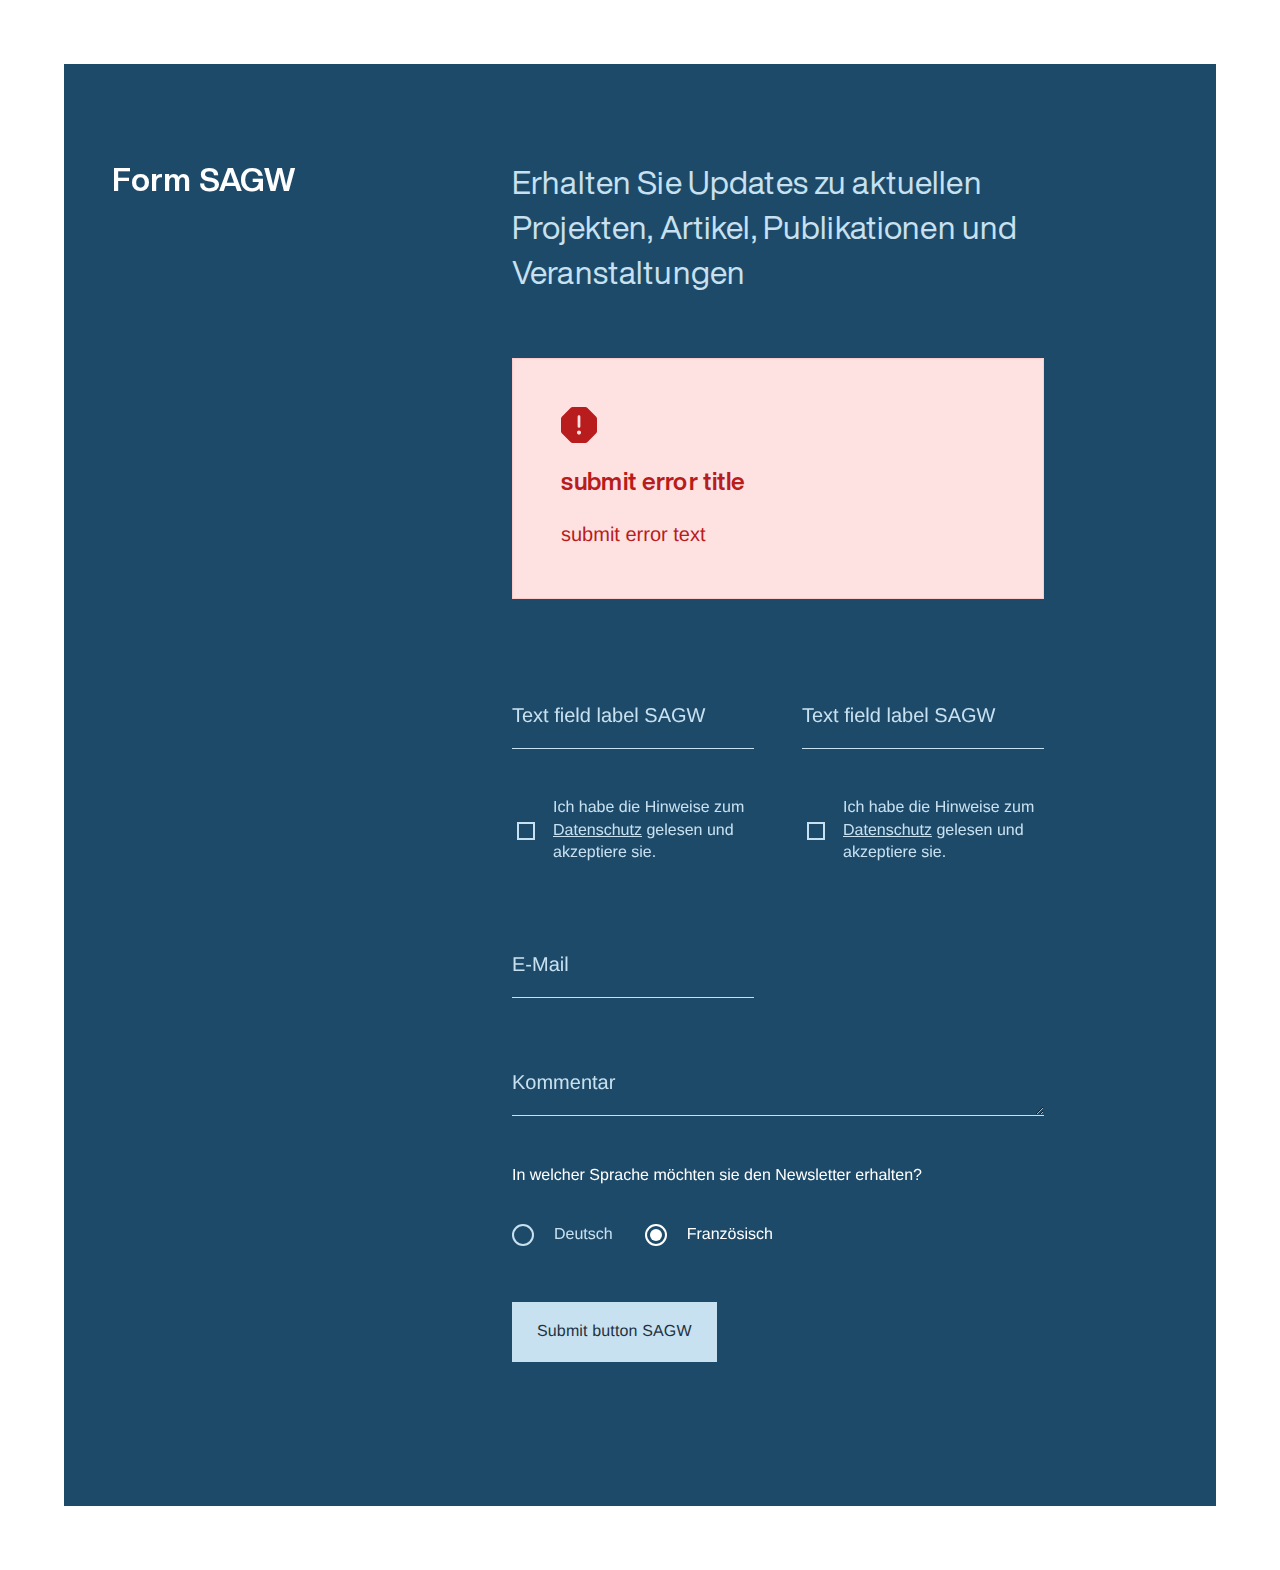 Form SAGW
Erhalten Sie Updates zu aktuellen
Projekten, Artikel, Publikationen und
Veranstaltungen
submit error title
submit error text
Text field label SAGW
Text field label SAGW
Ich habe die Hinweise zum
Datenschutz gelesen und
akzeptiere sie.
Ich habe die Hinweise zum
Datenschutz gelesen und
akzeptiere sie.
E-Mail
Kommentar
In welcher Sprache möchten sie den Newsletter erhalten?
Deutsch
Französisch
Submit button SAGW